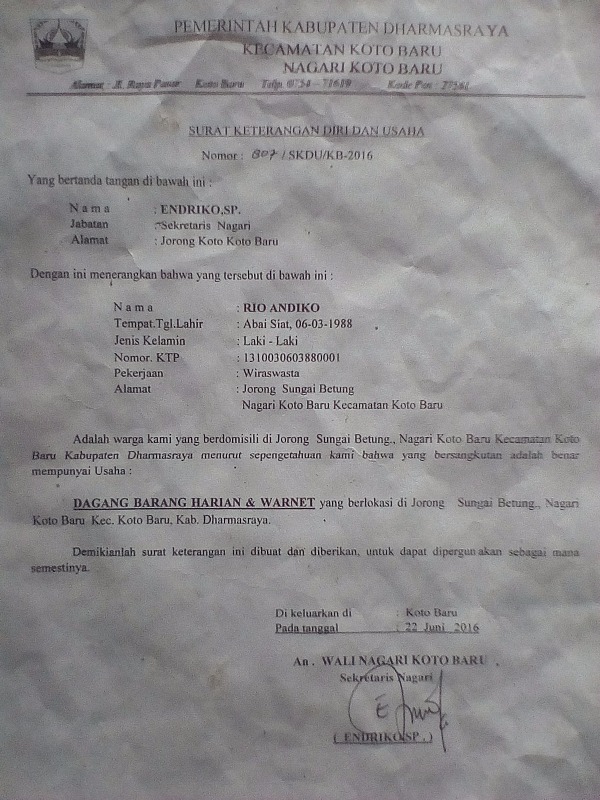 PEMERINTAH KABUPATEN DHARMASRAYA
KECAMATAN KOTO BARU
NAGARI KOTO BARU
Alamat : Jl. Raya Pasar Koto Baru Telp. 0754 – 71619 Kode Pos :
SURAT KETERANGAN DIRI DAN USAHA
Nomor : 807 / SKDU/KB-2016
Yang bertanda tangan di bawah ini :
N a m a : ENDRIKO,SP.
Jabatan : Sekretaris Nagari
Alamat : Jorong Koto Koto Baru
Dengan ini menerangkan bahwa yang tersebut di bawah ini :
N a m a : RIO ANDIKO
Tempat.Tgl.Lahir : Abai Siat, 06-03-1988
Jenis Kelamin : Laki - Laki
Nomor. KTP : 1310030603880001
Pekerjaan : Wiraswasta
Alamat : Jorong Sungai Betung
Nagari Koto Baru Kecamatan Koto Baru
Adalah warga kami yang berdomisili di Jorong Sungai Betung., Nagari Koto Baru Kecamatan Koto
Baru Kabupaten Dharmasraya menurut sepengetahuan kami bahwa yang bersangkutan adalah benar
mempunyai Usaha :
DAGANG BARANG HARIAN & WARNET yang berlokasi di Jorong Sungai Betung., Nagari
Koto Baru Kec. Koto Baru, Kab. Dharmasraya.
Demikianlah surat keterangan ini dibuat dan diberikan, untuk dapat dipergun akan sebagai mana
semestinya.
Di keluarkan di : Koto Baru
Pada tanggal : 22 Juni 2016
An . WALI NAGARI KOTO BARU ,
Sekretaris Nagari
( ENDRIKO,SP . )